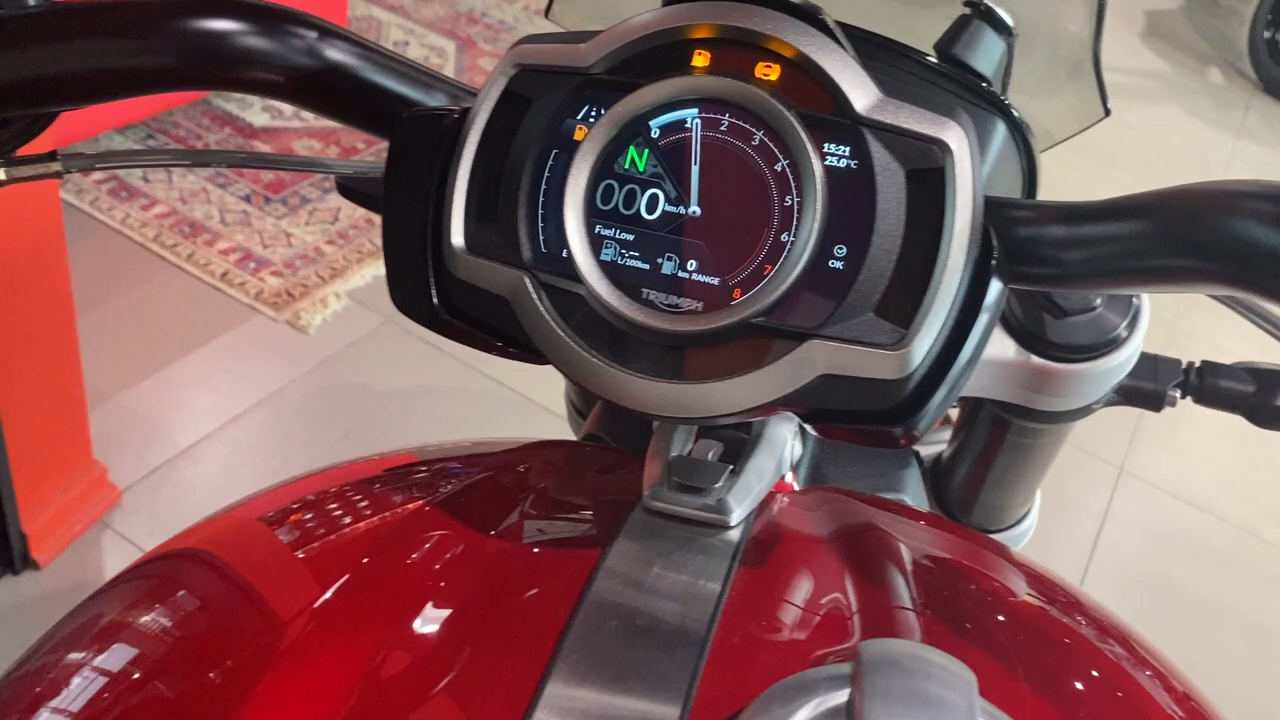 0 1 2 3 4 5 6 7 8
N
000 km/h
15:21
25.0°C
Fuel Low
-.-- L/100km
0 km RANGE
E
OK
TRIUMPH